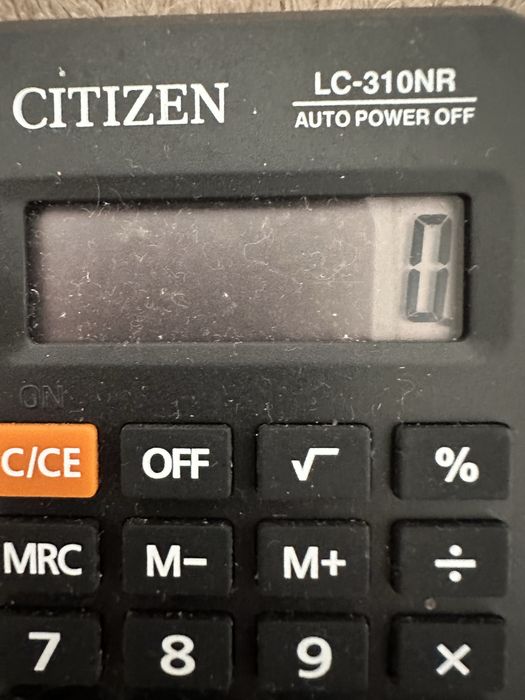 CITIZEN
LC-310NR
AUTO POWER OFF
0
ON
C/CE OFF √ %
MRC M− M+ ÷
7 8 9 ×